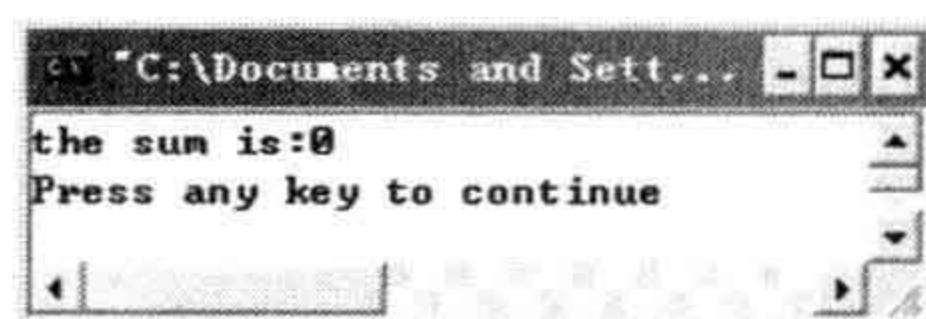 "C:\Documents and Sett...
the sum is:0
Press any key to continue